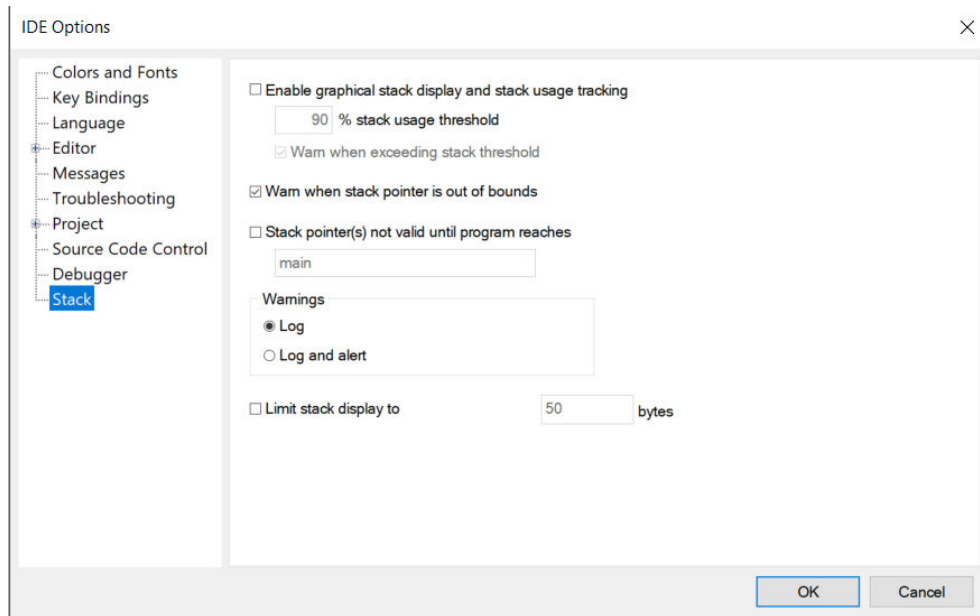 IDE Options
Colors and Fonts
Key Bindings
Language
Editor
Messages
Troubleshooting
Project
Source Code Control
Debugger
Stack
Enable graphical stack display and stack usage tracking
90 % stack usage threshold
Warn when exceeding stack threshold
Warn when stack pointer is out of bounds
Stack pointer(s) not valid until program reaches
main
Warnings
Log
Log and alert
Limit stack display to 50 bytes
OK Cancel